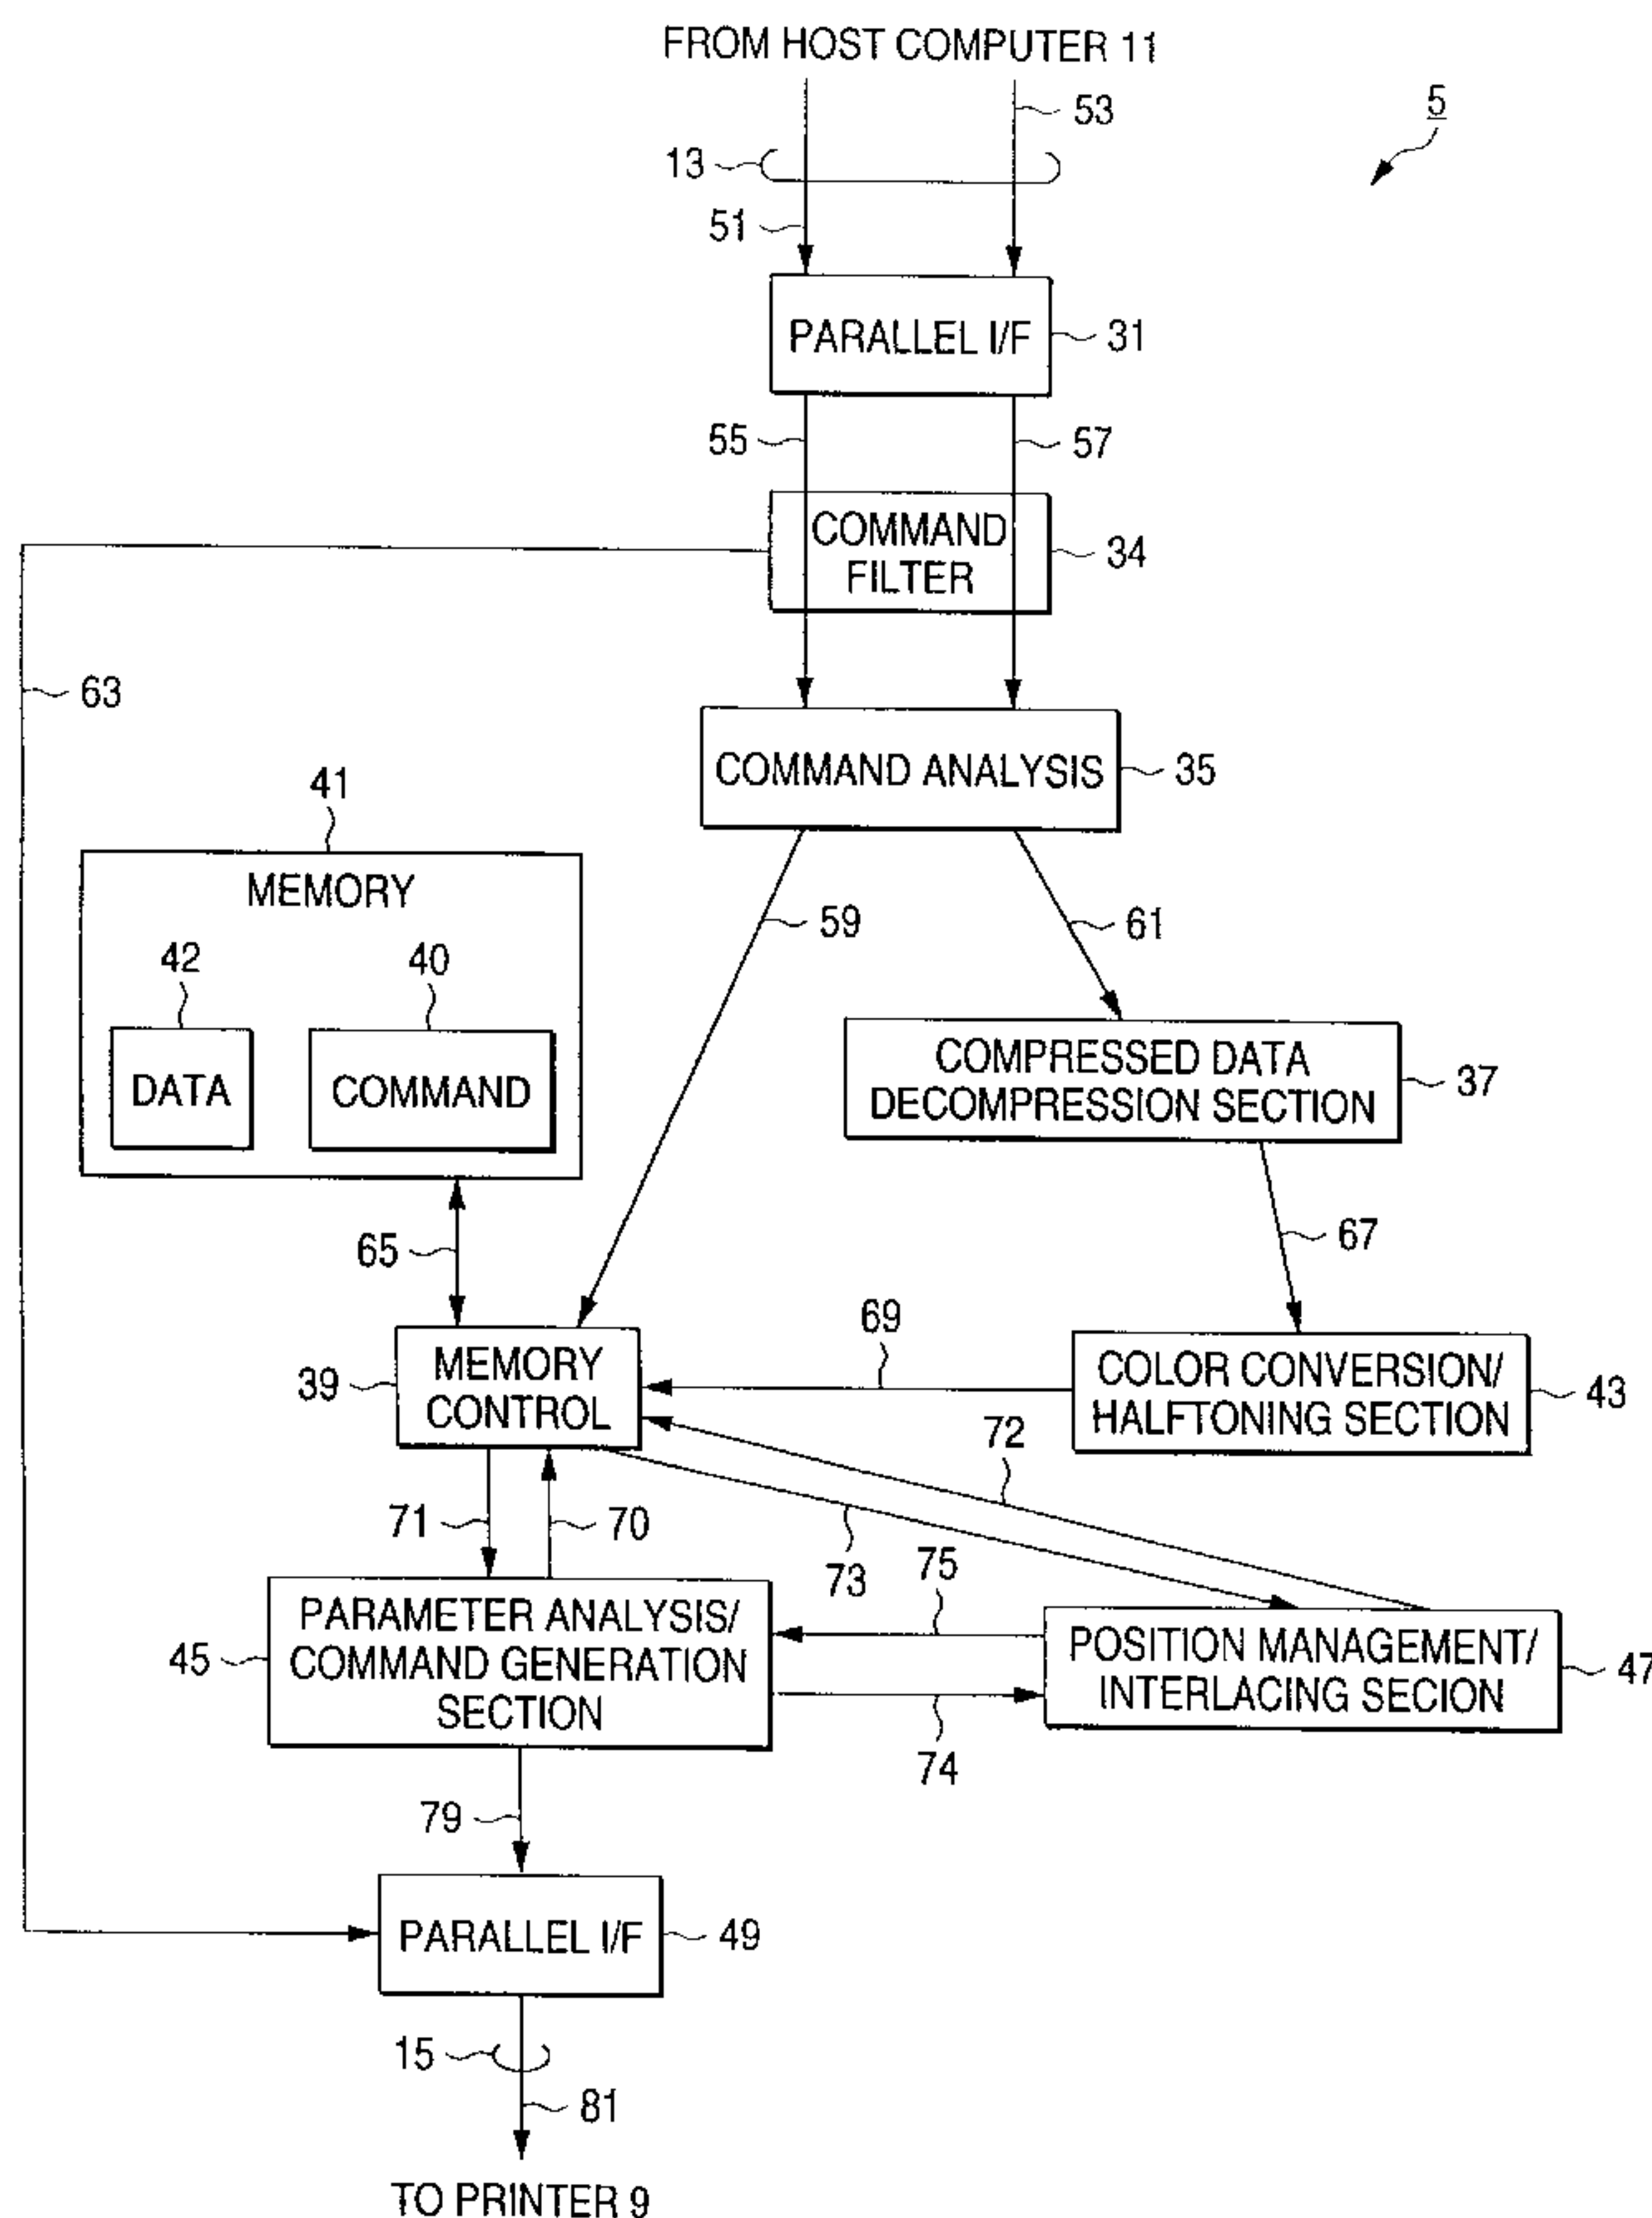 FROM HOST COMPUTER 11
53
5
13
51
PARALLEL I/F
31
55
57
COMMAND
FILTER
34
63
COMMAND ANALYSIS
35
41
MEMORY
59
61
42
40
DATA
COMMAND
COMPRESSED DATA
DECOMPRESSION SECTION
37
65
67
69
39
MEMORY
CONTROL
COLOR CONVERSION/
HALFTONING SECTION
43
72
71
70
73
75
45
PARAMETER ANALYSIS/
COMMAND GENERATION
SECTION
POSITION MANAGEMENT/
INTERLACING SECION
47
74
79
PARALLEL I/F
49
15
81
TO PRINTER 9